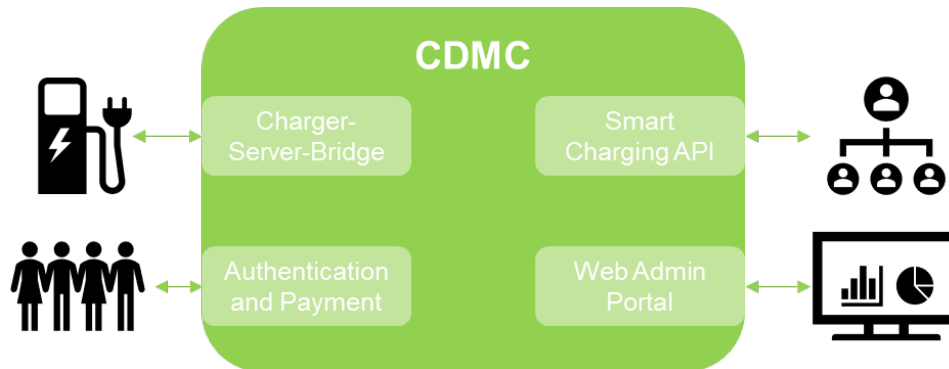 CDMC
Charger-
Server-Bridge
Smart
Charging API
Authentication
and Payment
Web Admin
Portal